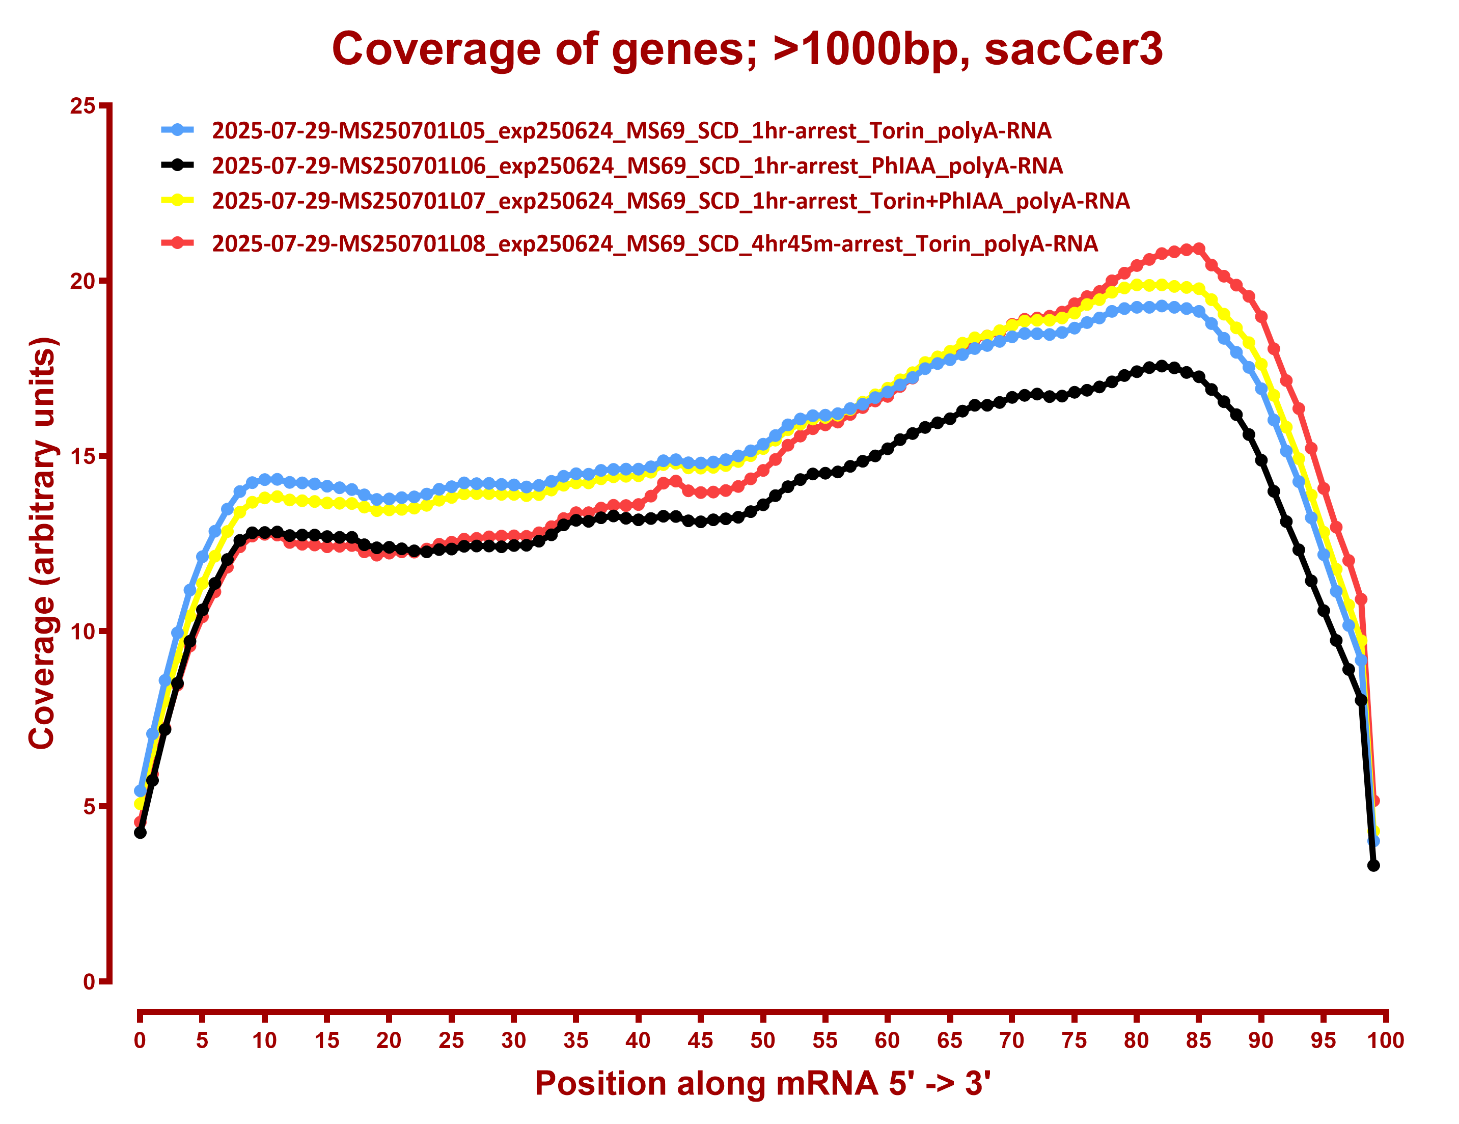 Coverage of genes; >1000bp, sacCer3
2025-07-29-MS250701L05_exp250624_MS69_SCD_1hr-arrest_Torin_polyA-RNA
2025-07-29-MS250701L06_exp250624_MS69_SCD_1hr-arrest_PhIAA_polyA-RNA
2025-07-29-MS250701L07_exp250624_MS69_SCD_1hr-arrest_Torin+PhIAA_polyA-RNA
2025-07-29-MS250701L08_exp250624_MS69_SCD_4hr45m-arrest_Torin_polyA-RNA
Coverage (arbitrary units)
25
20
15
10
5
0
0 5 10 15 20 25 30 35 40 45 50 55 60 65 70 75 80 85 90 95 100
Position along mRNA 5' -> 3'